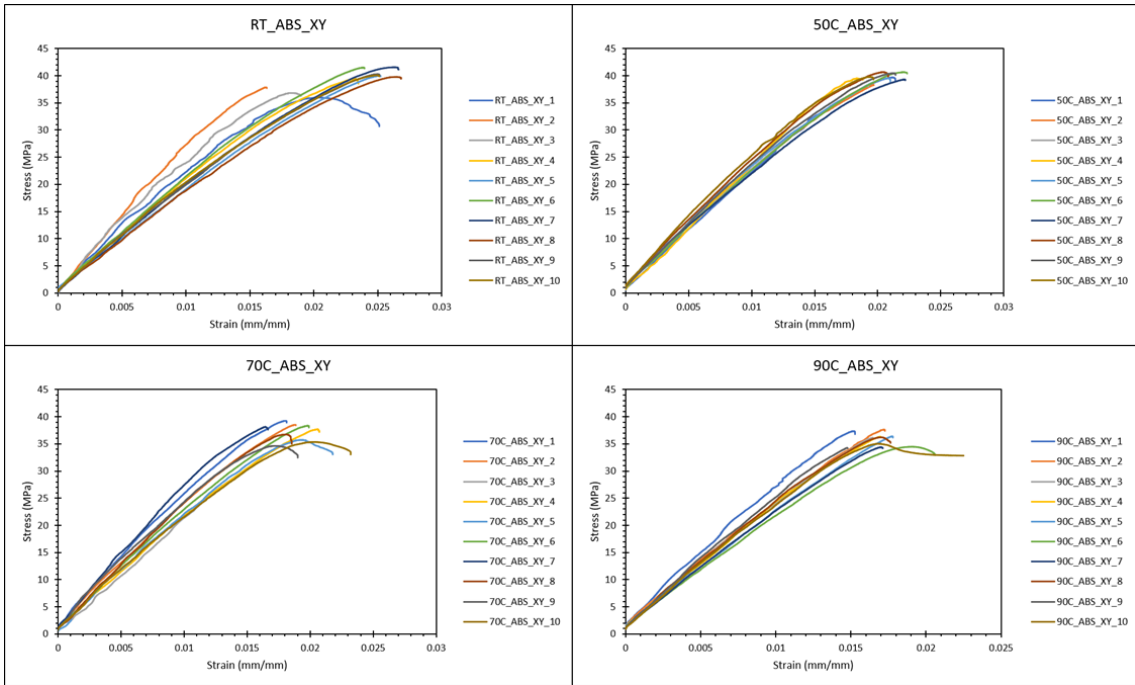 RT_ABS_XY
45
40
35
30
25
20
15
10
5
0
Stress (MPa)
0 0.005 0.01 0.015 0.02 0.025 0.03
Strain (mm/mm)
RT_ABS_XY_1
RT_ABS_XY_2
RT_ABS_XY_3
RT_ABS_XY_4
RT_ABS_XY_5
RT_ABS_XY_6
RT_ABS_XY_7
RT_ABS_XY_8
RT_ABS_XY_9
RT_ABS_XY_10
50C_ABS_XY
45
40
35
30
25
20
15
10
5
0
Stress (MPa)
0 0.005 0.01 0.015 0.02 0.025 0.03
Strain (mm/mm)
50C_ABS_XY_1
50C_ABS_XY_2
50C_ABS_XY_3
50C_ABS_XY_4
50C_ABS_XY_5
50C_ABS_XY_6
50C_ABS_XY_7
50C_ABS_XY_8
50C_ABS_XY_9
50C_ABS_XY_10
70C_ABS_XY
45
40
35
30
25
20
15
10
5
0
Stress (MPa)
0 0.005 0.01 0.015 0.02 0.025 0.03
Strain (mm/mm)
70C_ABS_XY_1
70C_ABS_XY_2
70C_ABS_XY_3
70C_ABS_XY_4
70C_ABS_XY_5
70C_ABS_XY_6
70C_ABS_XY_7
70C_ABS_XY_8
70C_ABS_XY_9
70C_ABS_XY_10
90C_ABS_XY
45
40
35
30
25
20
15
10
5
0
Stress (MPa)
0 0.005 0.01 0.015 0.02 0.025
Strain (mm/mm)
90C_ABS_XY_1
90C_ABS_XY_2
90C_ABS_XY_3
90C_ABS_XY_4
90C_ABS_XY_5
90C_ABS_XY_6
90C_ABS_XY_7
90C_ABS_XY_8
90C_ABS_XY_9
90C_ABS_XY_10